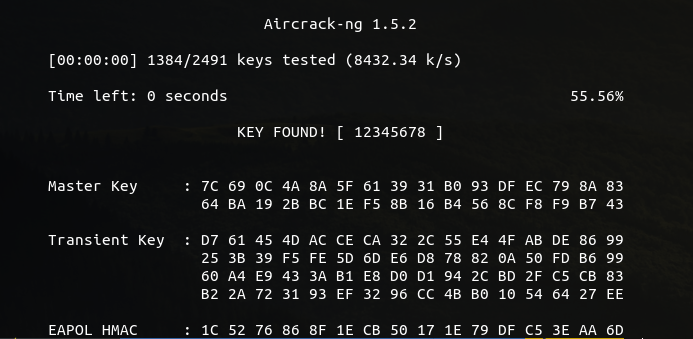 Aircrack-ng 1.5.2
[00:00:00] 1384/2491 keys tested (8432.34 k/s)
Time left: 0 seconds 55.56%
KEY FOUND! [ 12345678 ]
Master Key : 7C 69 0C 4A 8A 5F 61 39 31 B0 93 DF EC 79 8A 83
64 BA 19 2B BC 1E F5 8B 16 B4 56 8C F8 F9 B7 43
Transient Key : D7 61 45 4D AC CE CA 32 2C 55 E4 4F AB DE 86 99
25 3B 39 F5 FE 5D 6D E6 D8 78 82 0A 50 FD B6 99
60 A4 E9 43 3A B1 E8 D0 D1 94 2C BD 2F C5 CB 83
B2 2A 72 31 93 EF 32 96 CC 4B B0 10 54 64 27 EE
EAPOL HMAC : 1C 52 76 86 8F 1E CB 50 17 1E 79 DF C5 3E AA 6D